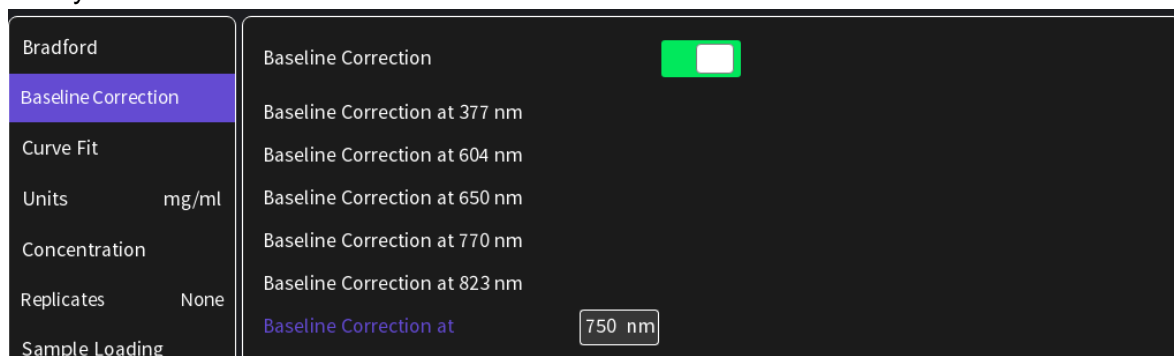 Bradford
Baseline Correction
Curve Fit
Units mg/ml
Concentration
Replicates None
Sample Loading
Baseline Correction
Baseline Correction at 377 nm
Baseline Correction at 604 nm
Baseline Correction at 650 nm
Baseline Correction at 770 nm
Baseline Correction at 823 nm
Baseline Correction at 750 nm